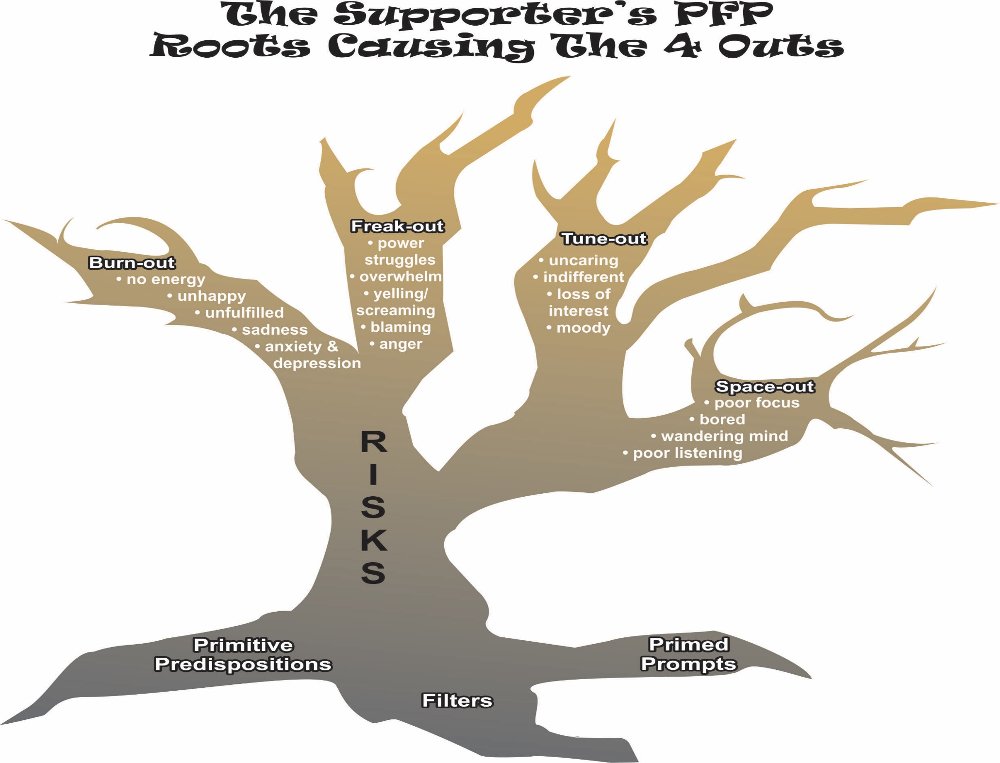 The Supporter's PFP
Roots Causing The 4 Outs
Burn-out
• no energy
• unhappy
• unfulfilled
• sadness
• anxiety &
depression
Freak-out
• power
struggles
• overwhelm
• yelling/
screaming
• blaming
• anger
Tune-out
• uncaring
• indifferent
• loss of
interest
• moody
Space-out
• poor focus
• bored
• wandering mind
• poor listening
R
I
S
K
S
Primitive
Predispositions
Filters
Primed
Prompts